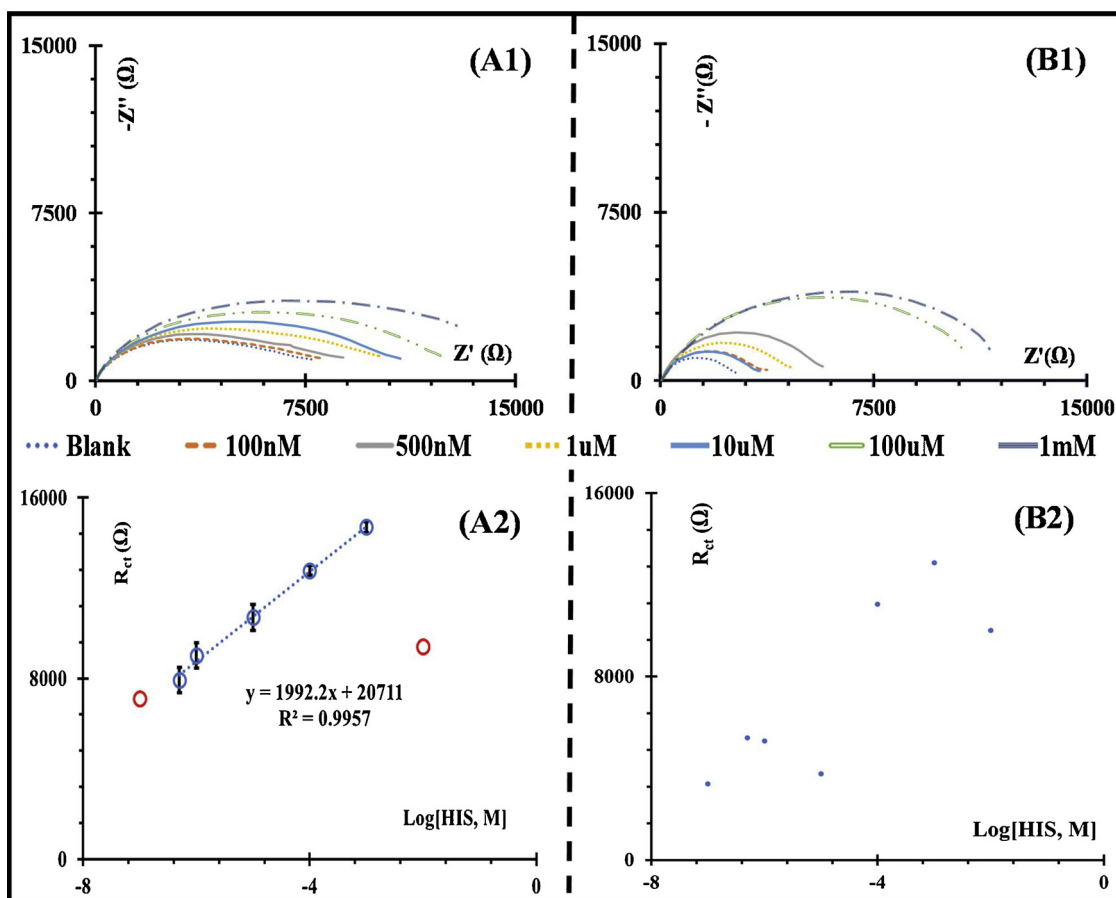 (A1)
-Z'' (Ω)
15000
7500
0
0
7500
15000
Z' (Ω)
(B1)
- Z''(Ω)
15000
7500
0
0
7500
15000
Z'(Ω)
Blank 100nM 500nM 1uM 10uM 100uM 1mM
(A2)
Rct (Ω)
16000
8000
0
-8
-4
0
y = 1992.2x + 20711
R² = 0.9957
Log[HIS, M]
(B2)
Rct (Ω)
16000
8000
0
-8
-4
0
Log[HIS, M]